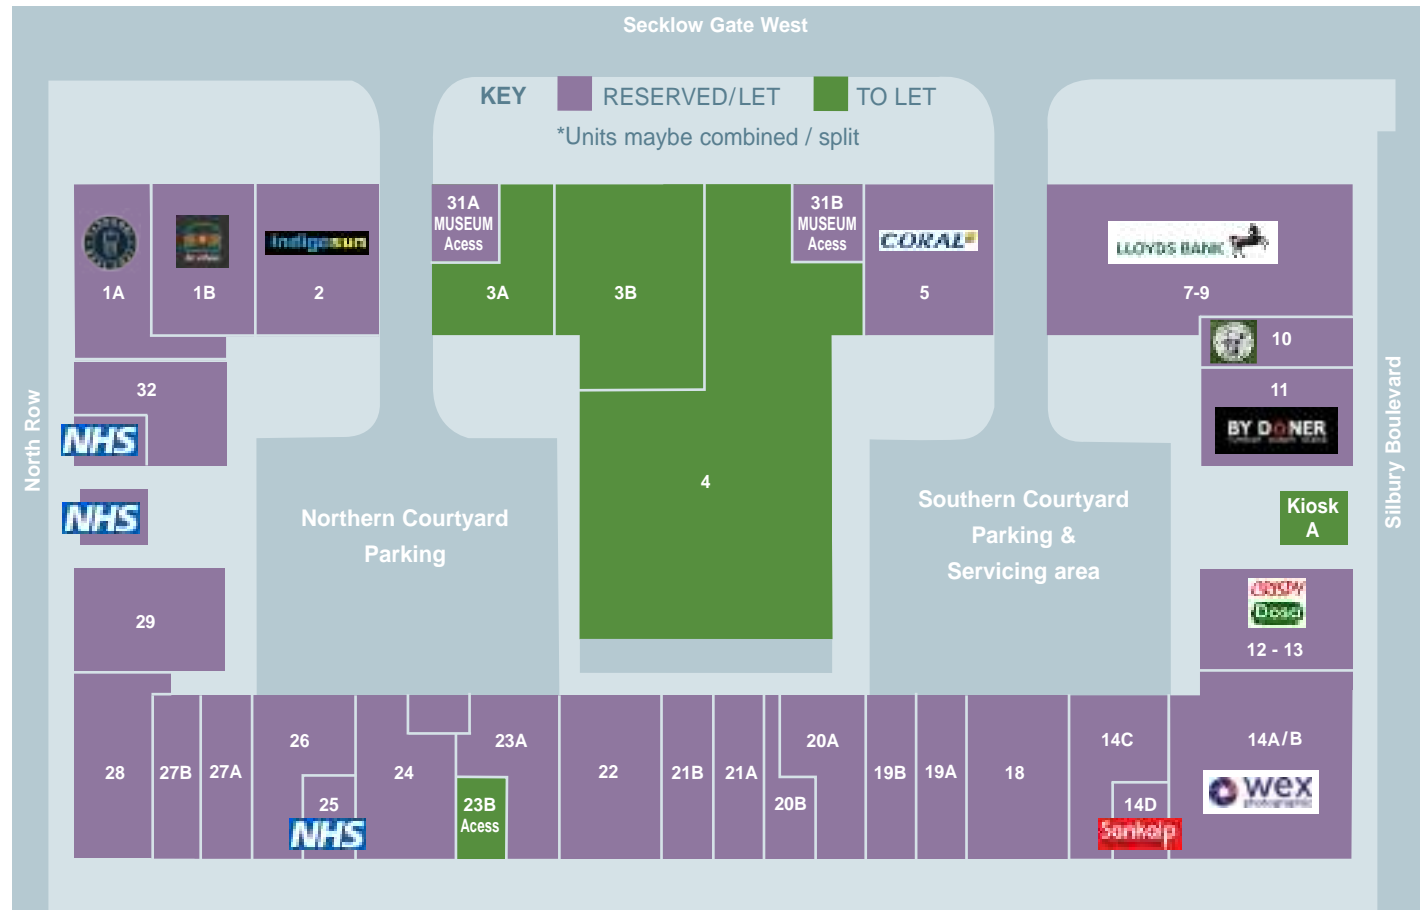 Secklow Gate West
KEY RESERVED/LET TO LET
*Units maybe combined / split
31A
MUSEUM
Acess
31B
MUSEUM
Acess
indigosun
CORAL
LLOYDS BANK
1A
1B
2
3A
3B
5
7-9
10
32
11
NHS
BY DONER
North Row
Silbury Boulevard
4
NHS
Northern Courtyard
Parking
Southern Courtyard
Parking &
Servicing area
Kiosk
A
29
CRISPY
Dosa
12 - 13
28
27B
27A
26
25
NHS
24
23A
23B
Acess
22
21B
21A
20A
20B
19B
19A
18
14C
14D
Sankalp
14A/B
wex
photographic